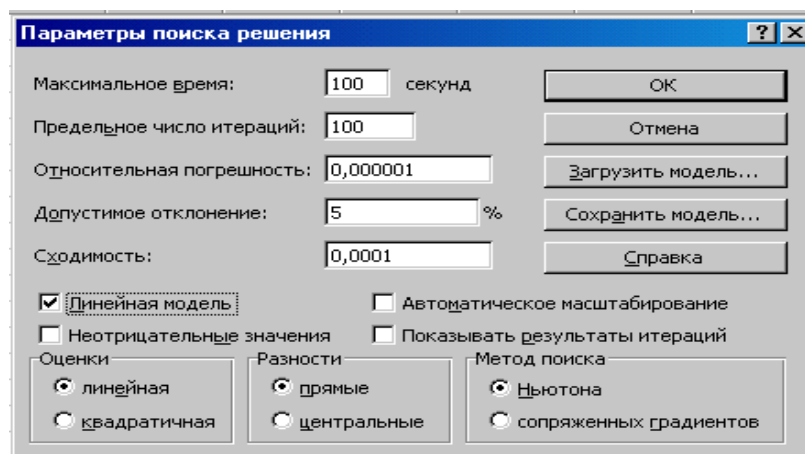 Параметры поиска решения
Максимальное время: 100 секунд OK
Предельное число итераций: 100 Отмена
Относительная погрешность: 0,000001 Загрузить модель...
Допустимое отклонение: 5 % Сохранить модель...
Сходимость: 0,0001 Справка
Линейная модель Автоматическое масштабирование
Неотрицательные значения Показывать результаты итераций
Оценки Разности Метод поиска
линейная прямые Ньютона
квадратичная центральные сопряженных градиентов